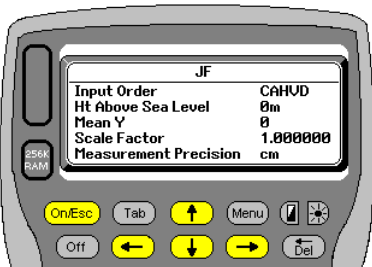 JF
Input Order CAHVD
Ht Above Sea Level 0m
Mean Y 0
Scale Factor 1.000000
Measurement Precision cm
256K
RAM
On/Esc Tab Menu
Off Del